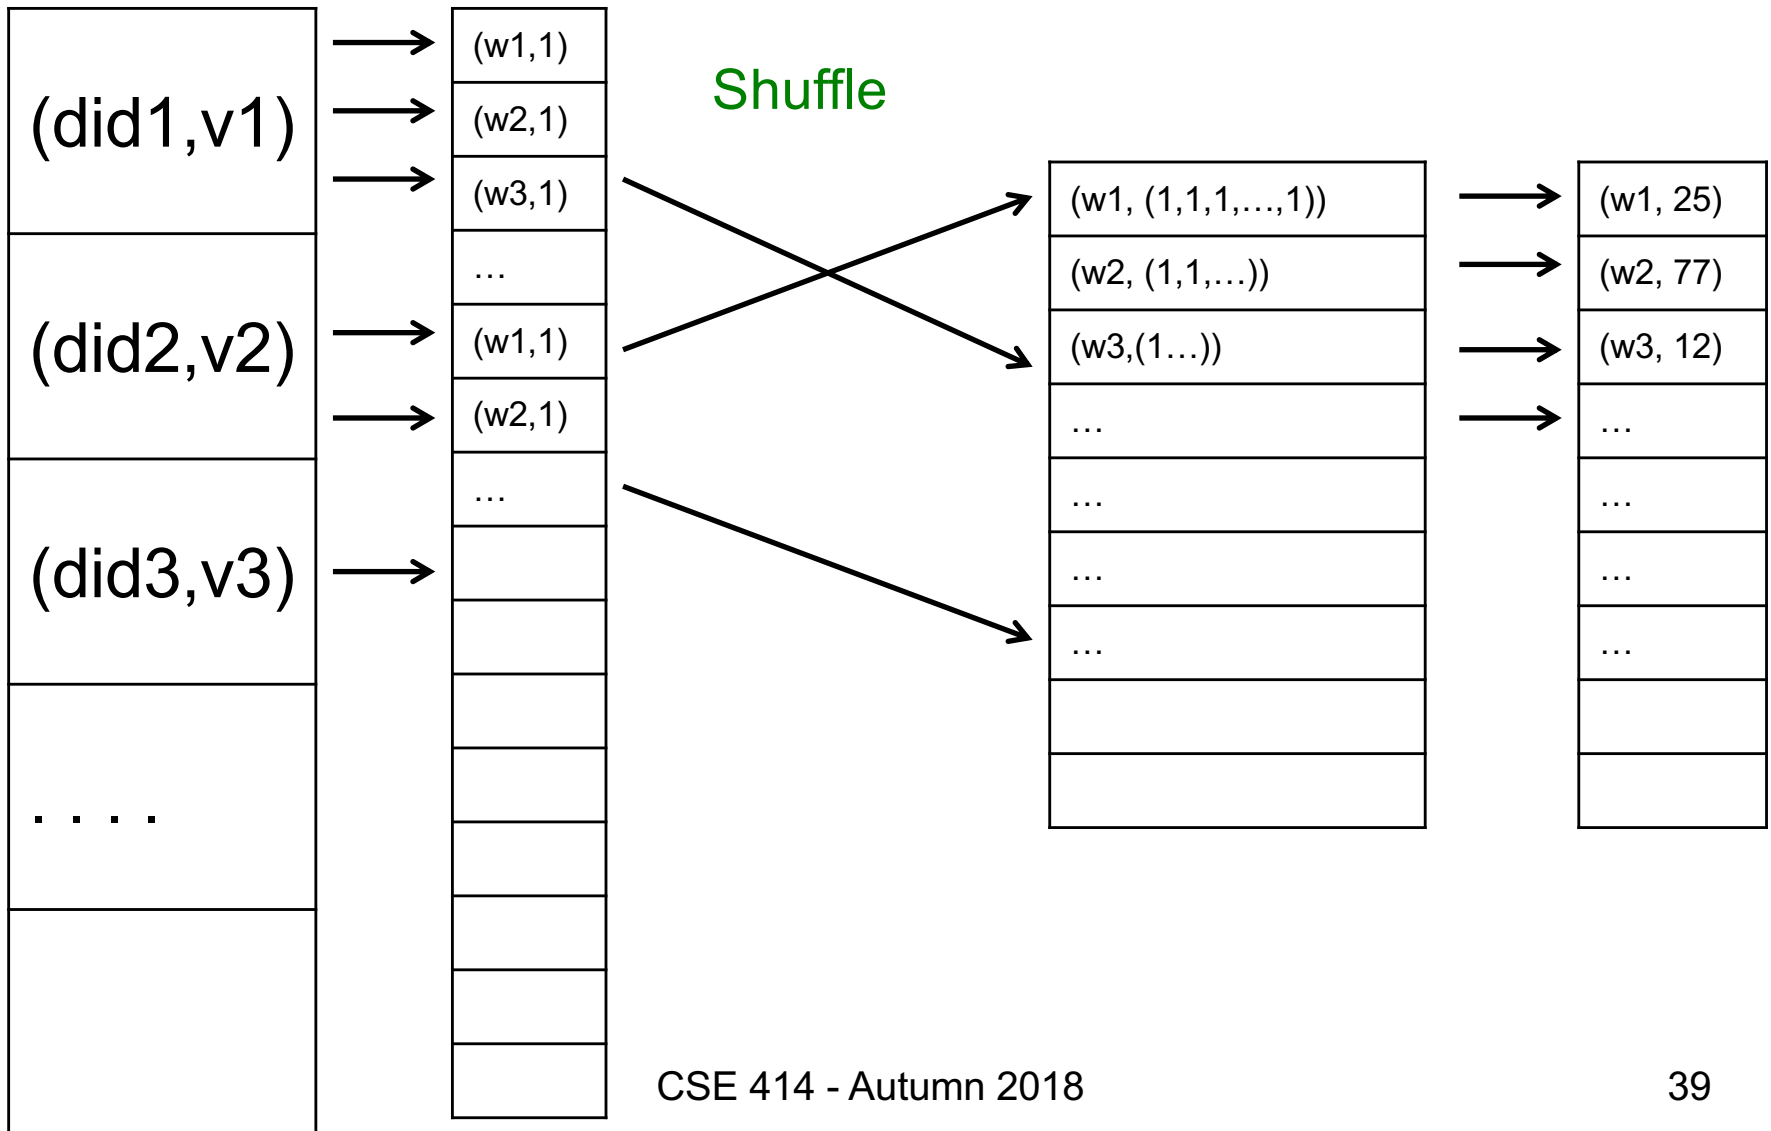 (did1,v1)
(did2,v2)
(did3,v3)
. . . .
(w1,1)
(w2,1)
(w3,1)
…
(w1,1)
(w2,1)
…
Shuffle
(w1, (1,1,1,…,1))
(w2, (1,1,…))
(w3,(1…))
…
…
…
…
(w1, 25)
(w2, 77)
(w3, 12)
…
…
…
…
CSE 414 - Autumn 2018
39